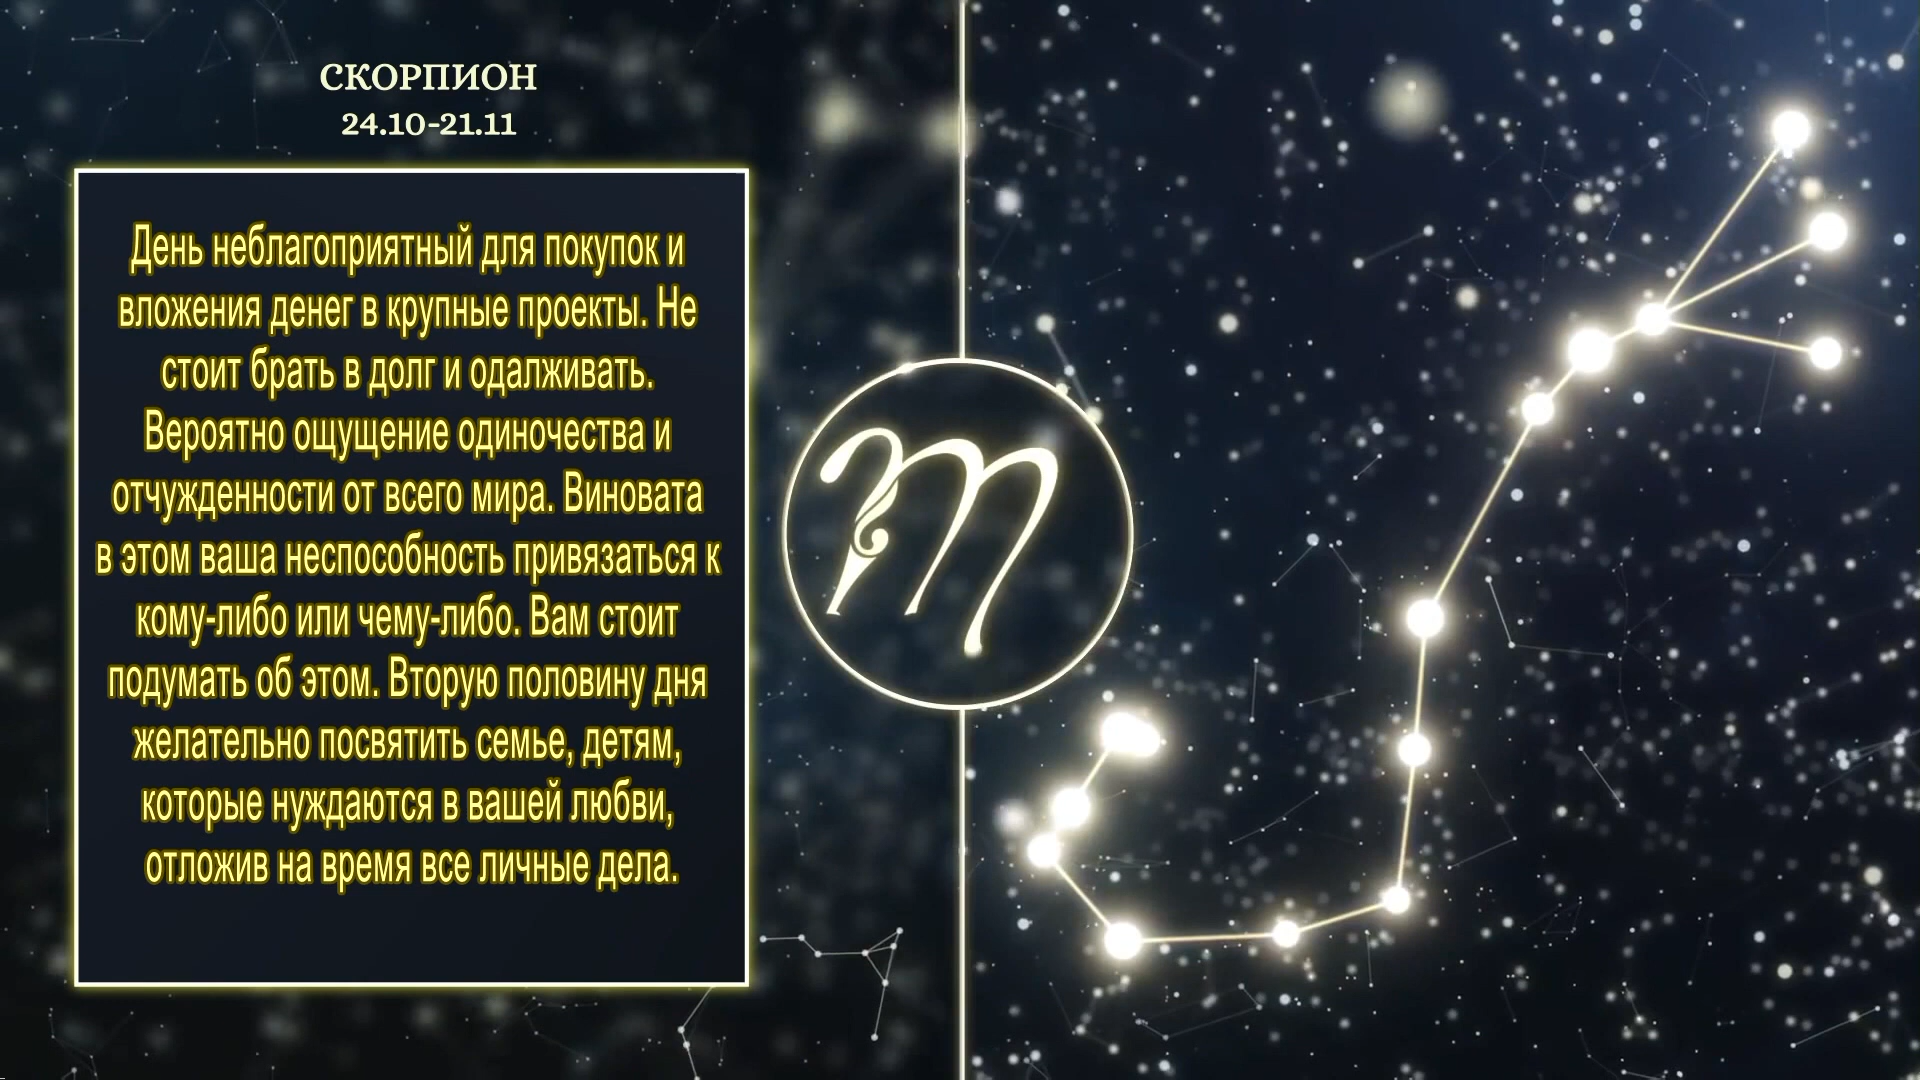 СКОРПИОН
24.10-21.11
День неблагоприятный для покупок и
вложения денег в крупные проекты. Не
стоит брать в долг и одалживать.
Вероятно ощущение одиночества и
отчужденности от всего мира. Виновата
в этом ваша неспособность привязаться к
кому-либо или чему-либо. Вам стоит
подумать об этом. Вторую половину дня
желательно посвятить семье, детям,
которые нуждаются в вашей любви,
отложив на время все личные дела.